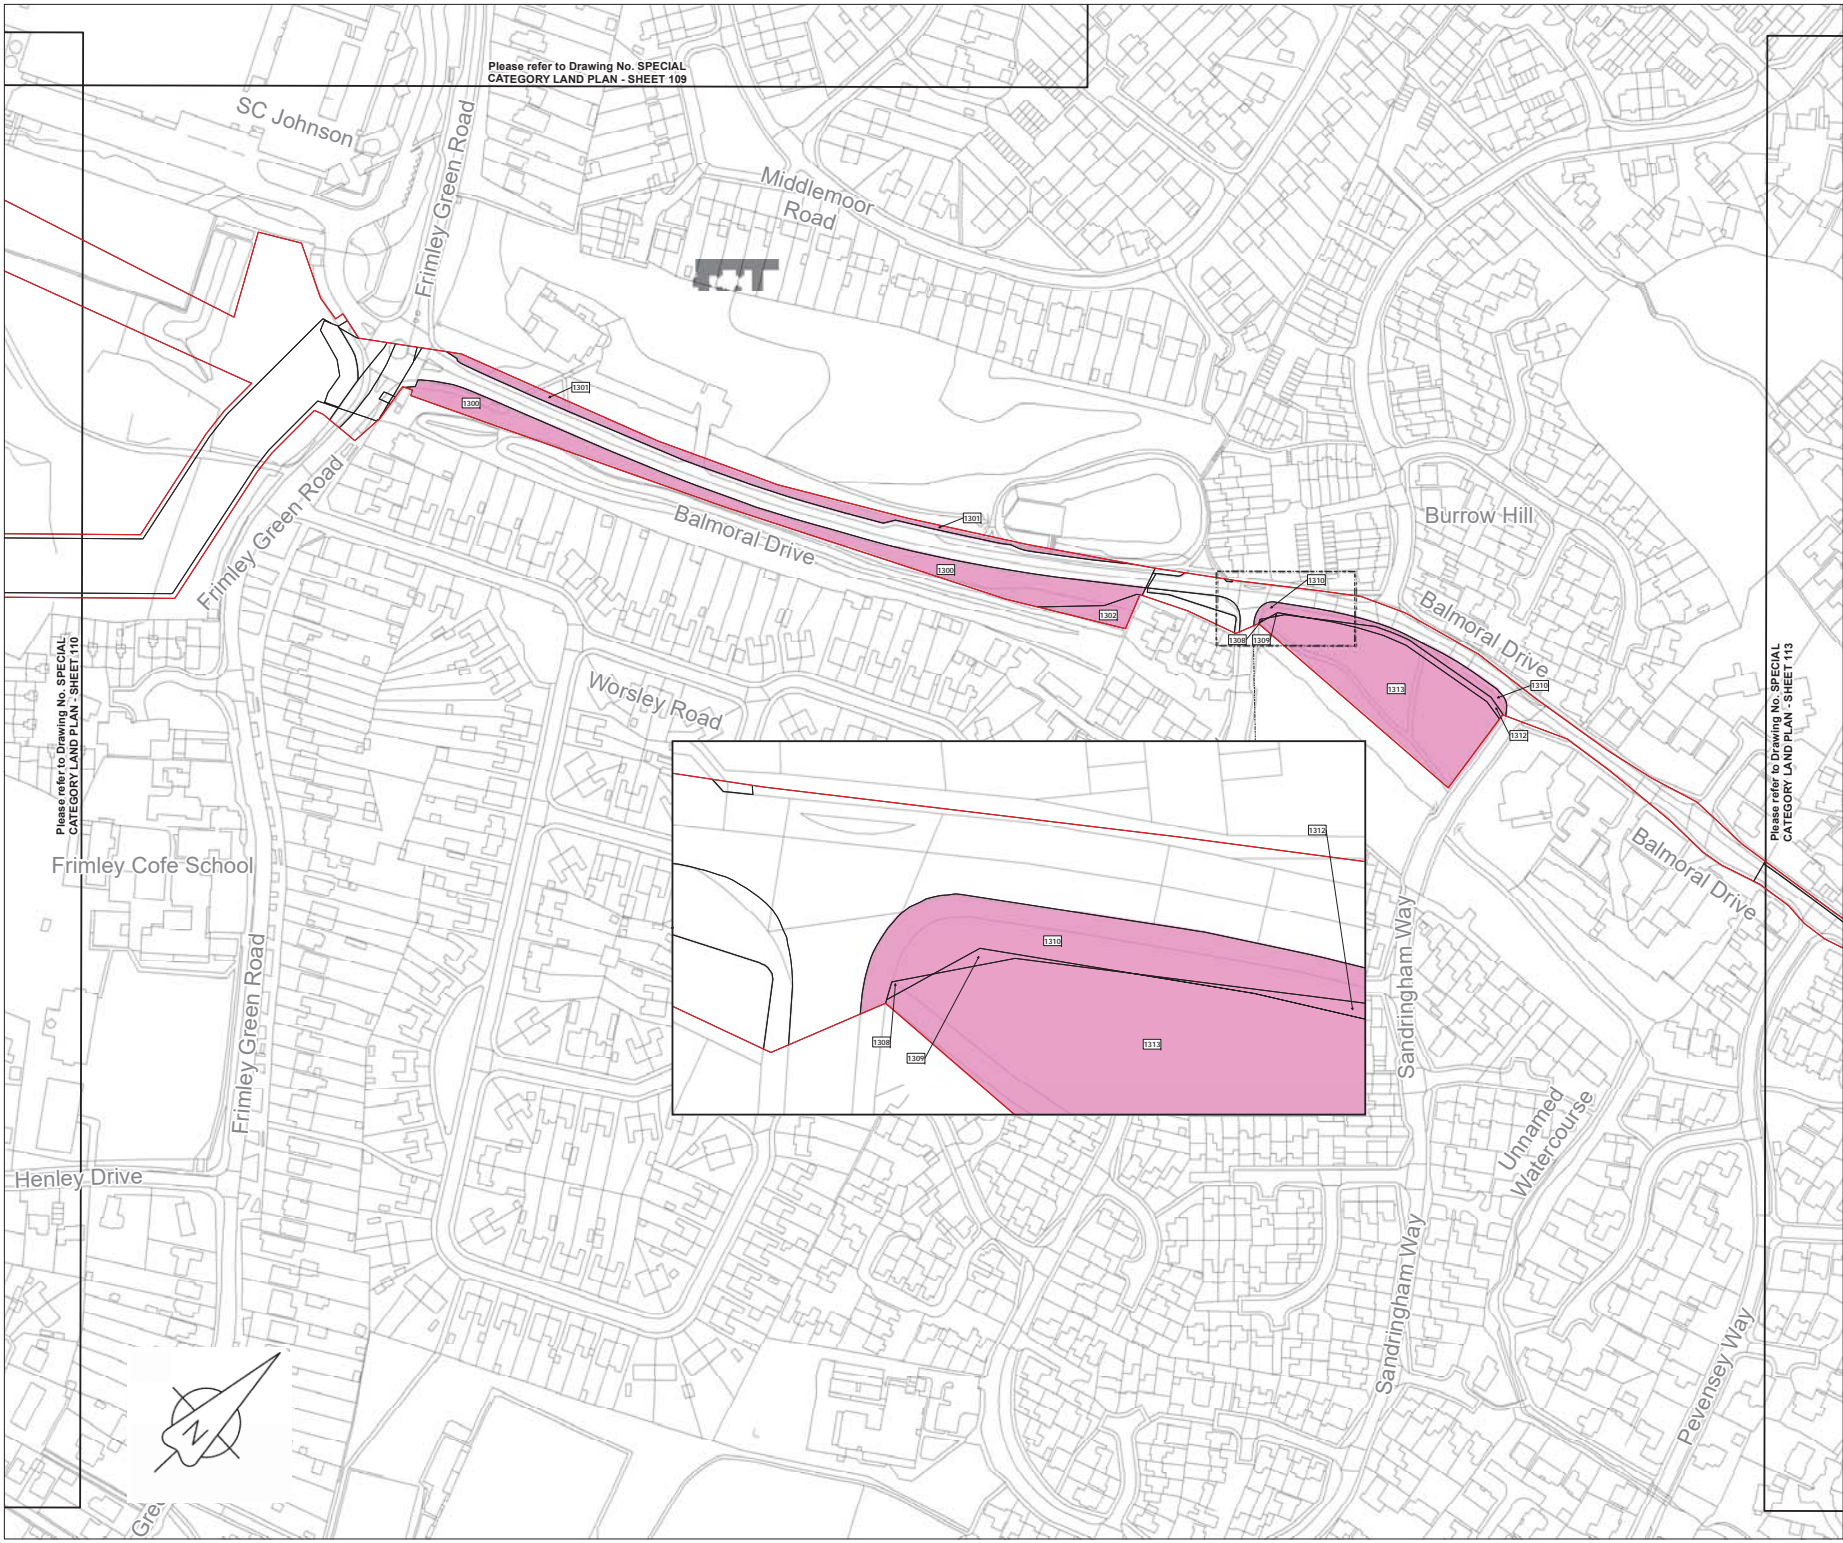 Please refer to Drawing No. SPECIAL
CATEGORY LAND PLAN - SHEET 109
SC Johnson
Frimley Green Road
Middlemoor
Road
1301
1300
Balmoral Drive
1301
1300
1302
Burrow Hill
1310
1308
1309
Balmoral Drive
1313
1310
1312
Frimley Green Road
Worsley Road
Please refer to Drawing No. SPECIAL
CATEGORY LAND PLAN - SHEET 110
Please refer to Drawing No. SPECIAL
CATEGORY LAND PLAN - SHEET 113
1312
1310
1308
1309
1313
Balmoral Drive
Frimley Cofe School
Frimley Green Road
Sandringham Way
Unnamed
Watercourse
Henley Drive
Sandringham Way
Pevensey Way
N